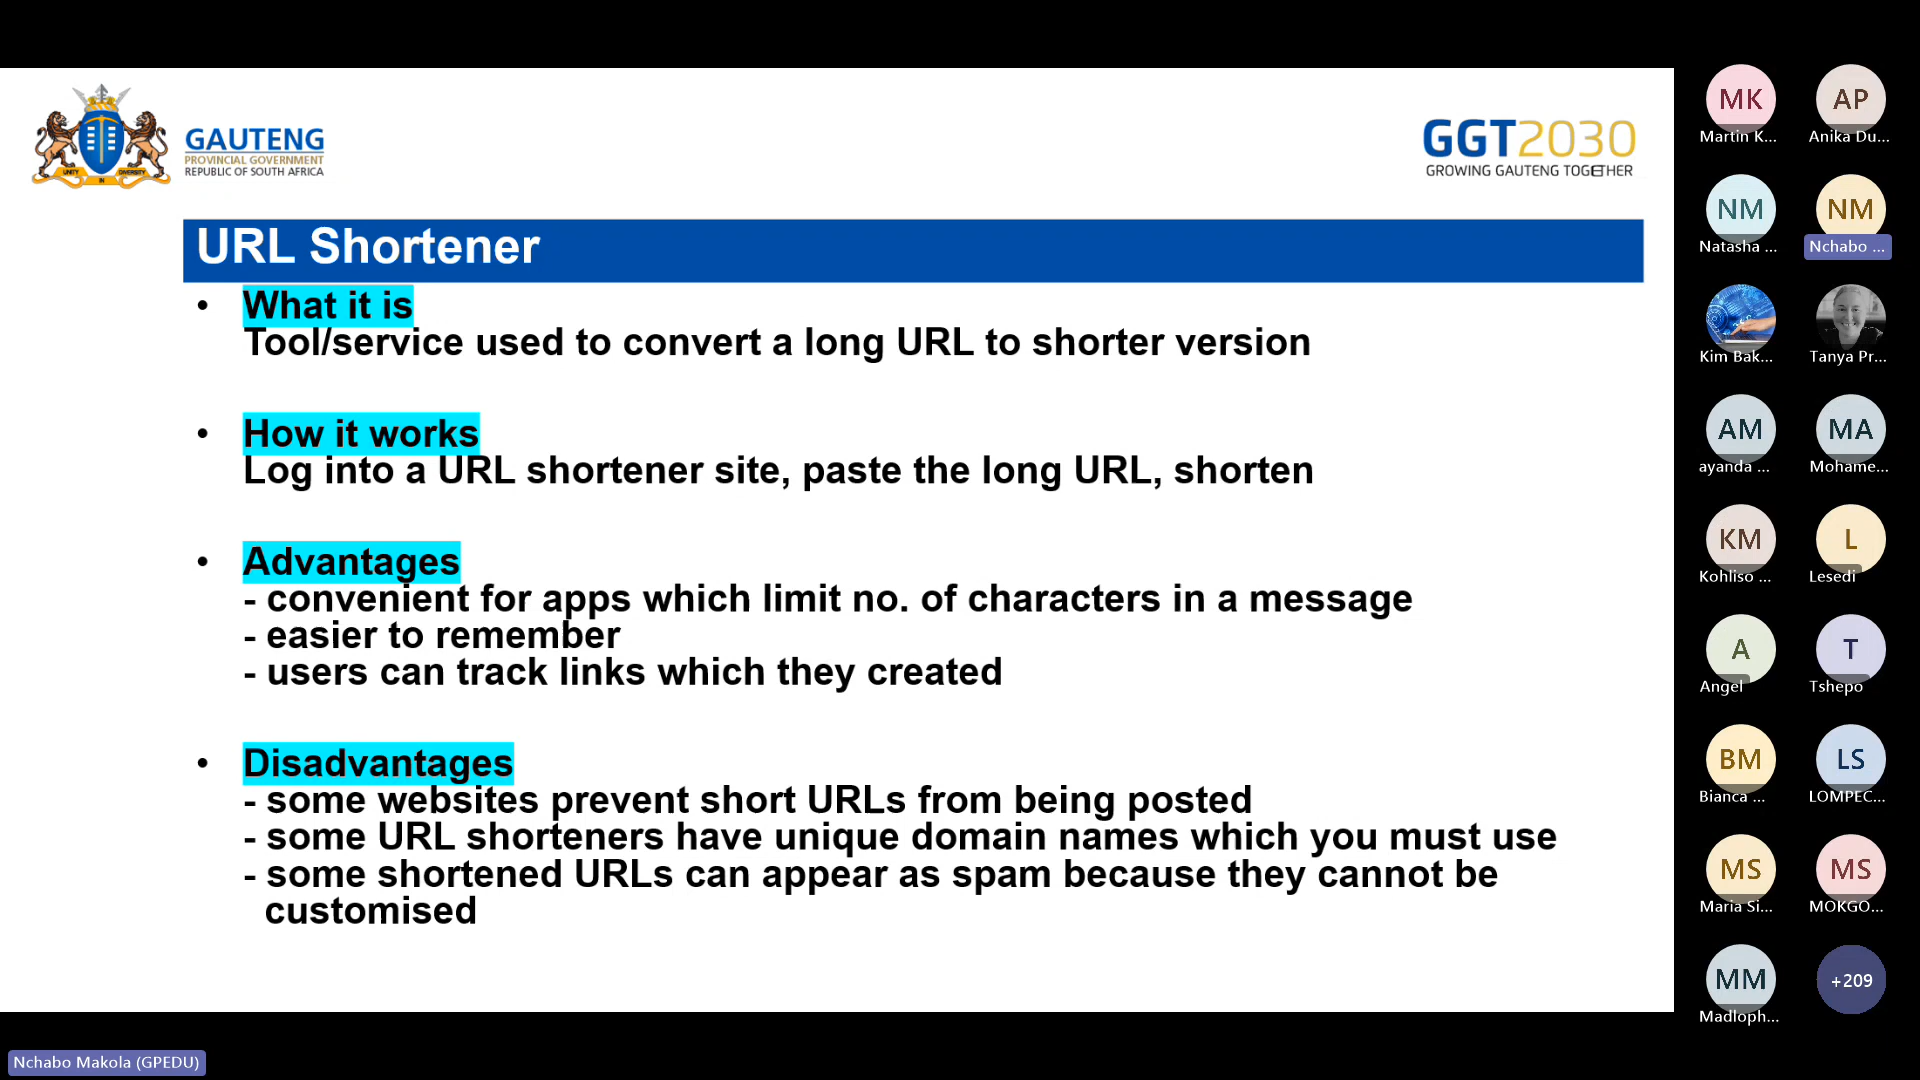 UNITY IN DIVERSITY
GAUTENG
PROVINCIAL GOVERNMENT
REPUBLIC OF SOUTH AFRICA
GGT2030
GROWING GAUTENG TOGETHER
URL Shortener
• What it is
Tool/service used to convert a long URL to shorter version
• How it works
Log into a URL shortener site, paste the long URL, shorten
• Advantages
- convenient for apps which limit no. of characters in a message
- easier to remember
- users can track links which they created
• Disadvantages
- some websites prevent short URLs from being posted
- some URL shorteners have unique domain names which you must use
- some shortened URLs can appear as spam because they cannot be
customised
MK AP
Martin K... Anika Du...
NM NM
Natasha ... Nchabo ...
Kim Bak... Tanya Pr...
AM MA
ayanda ... Mohame...
KM L
Kohliso ... Lesedi
A T
Angel Tshepo
BM LS
Bianca ... LOMPEC...
MS MS
Maria Si... MOKGO...
MM +209
Madloph...
Nchabo Makola (GPEDU)